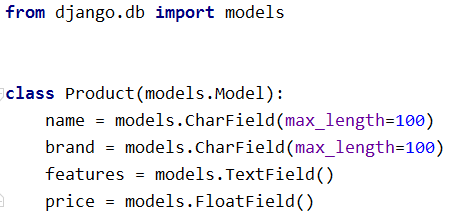 from django.db import models
class Product(models.Model):
name = models.CharField(max_length=100)
brand = models.CharField(max_length=100)
features = models.TextField()
price = models.FloatField()